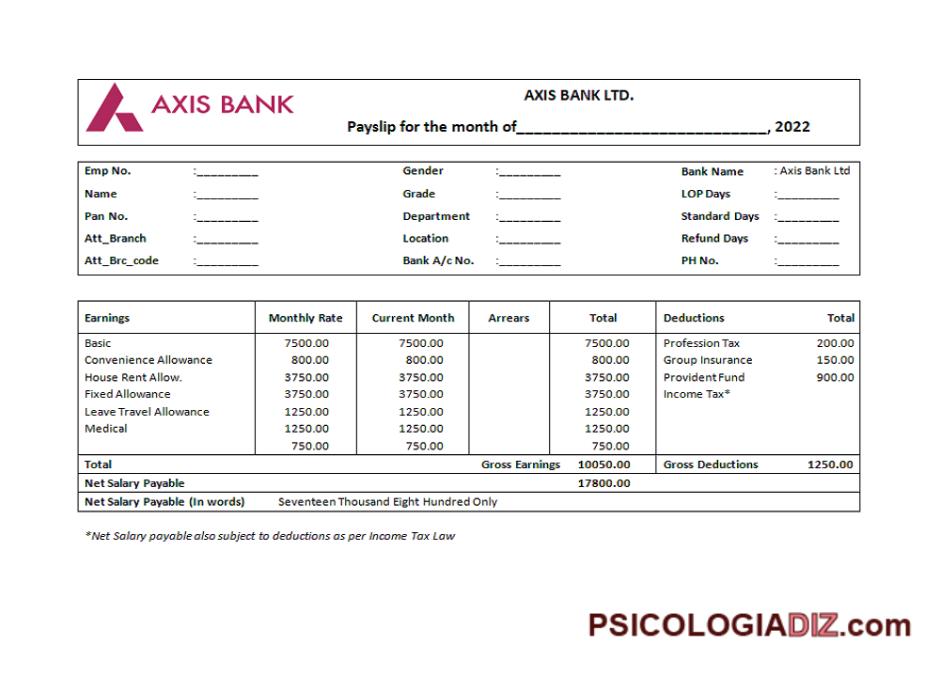 AXIS BANK
AXIS BANK LTD.
Payslip for the month of____________________________, 2022
Emp No. :_________ Gender :_________ Bank Name : Axis Bank Ltd
Name :_________ Grade :_________ LOP Days :_________
Pan No. :_________ Department :_________ Standard Days :_________
Att_Branch :_________ Location :_________ Refund Days :_________
Att_Brc_code :_________ Bank A/c No. :_________ PH No. :_________
Earnings Monthly Rate Current Month Arrears Total Deductions Total
Basic 7500.00 7500.00 7500.00 Profession Tax 200.00
Convenience Allowance 800.00 800.00 800.00 Group Insurance 150.00
House Rent Allow. 3750.00 3750.00 3750.00 Provident Fund 900.00
Fixed Allowance 3750.00 3750.00 3750.00 Income Tax*
Leave Travel Allowance 1250.00 1250.00 1250.00
Medical 1250.00 1250.00 1250.00
750.00 750.00 750.00
Total Gross Earnings 10050.00 Gross Deductions 1250.00
Net Salary Payable 17800.00
Net Salary Payable (In words) Seventeen Thousand Eight Hundred Only
*Net Salary payable also subject to deductions as per Income Tax Law
PSICOLOGIADIZ.com